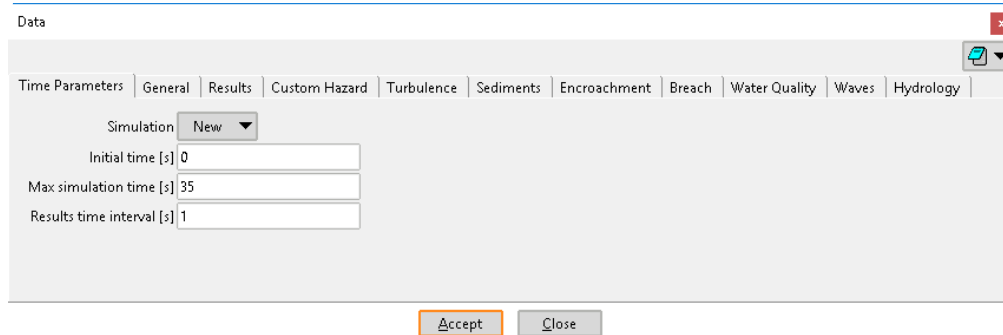 Data
Time Parameters General Results Custom Hazard Turbulence Sediments Encroachment Breach Water Quality Waves Hydrology
Simulation New
Initial time [s] 0
Max simulation time [s] 35
Results time interval [s] 1
Accept Close